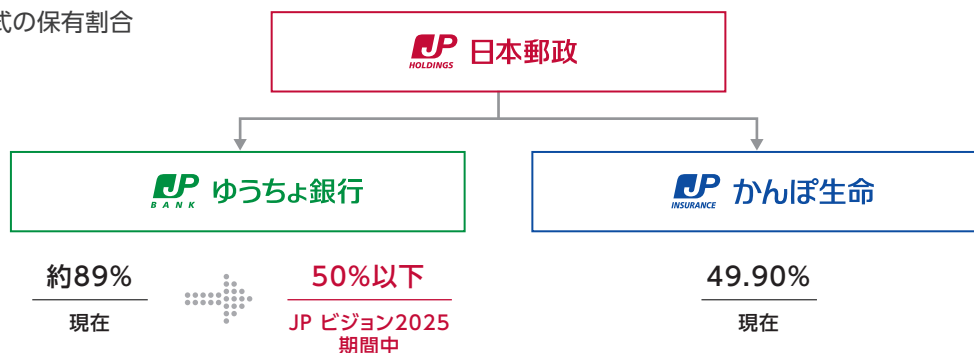 式の保有割合
JP HOLDINGS 日本郵政
JP BANK ゆうちょ銀行
JP INSURANCE かんぽ生命
約89%
現在
50%以下
JP ビジョン2025
期間中
49.90%
現在